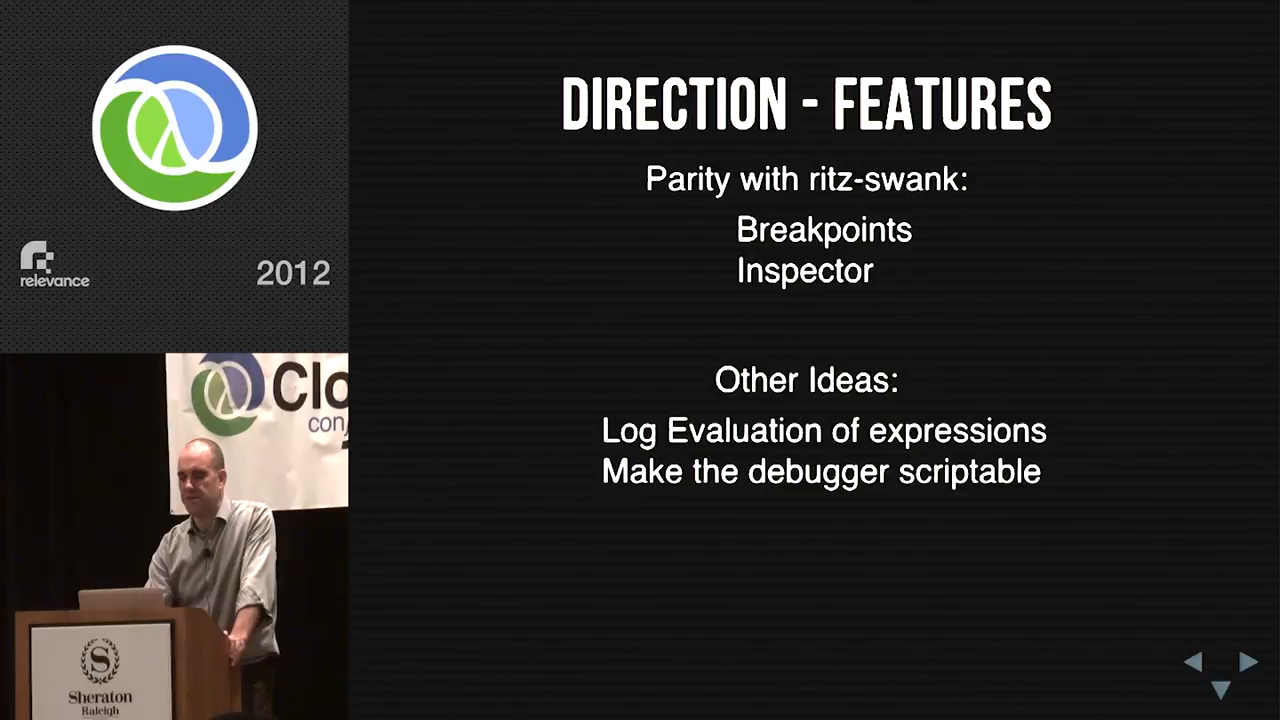 DIRECTION - FEATURES
Parity with ritz-swank:
Breakpoints
Inspector
Other Ideas:
Log Evaluation of expressions
Make the debugger scriptable
relevance
2012
Clo
con
S
Sheraton
Raleigh